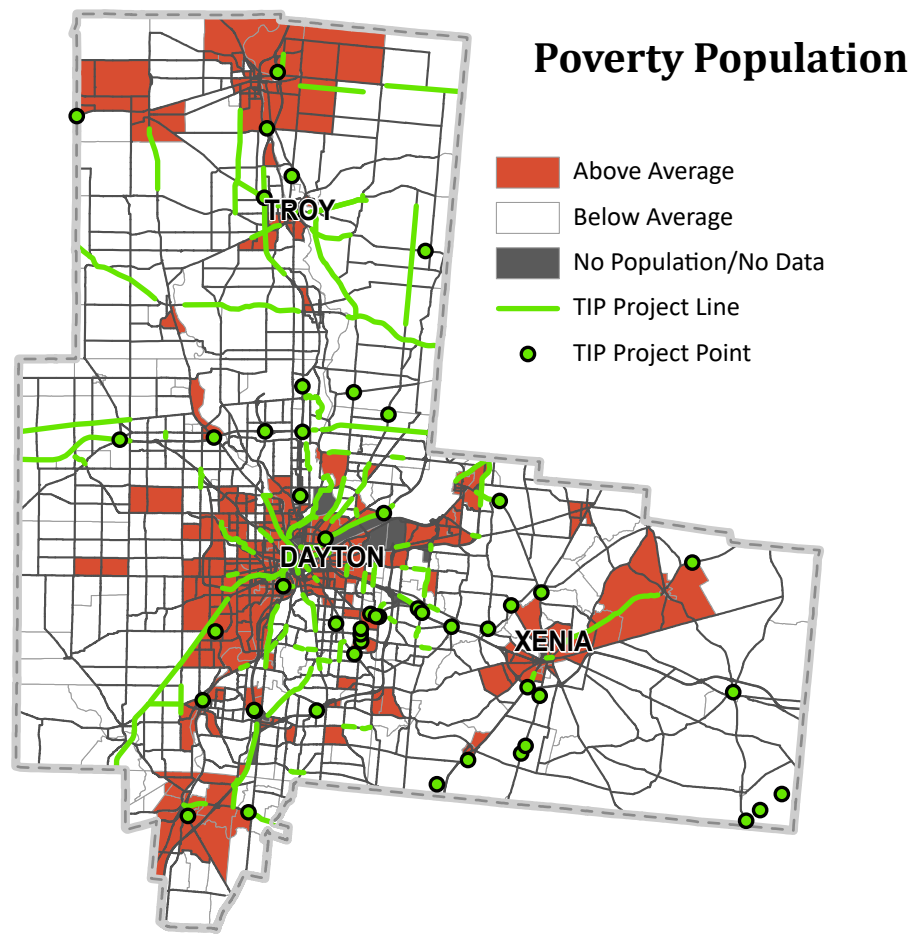 Poverty Population
Above Average
Below Average
No Population/No Data
TIP Project Line
TIP Project Point
TROY
DAYTON
XENIA